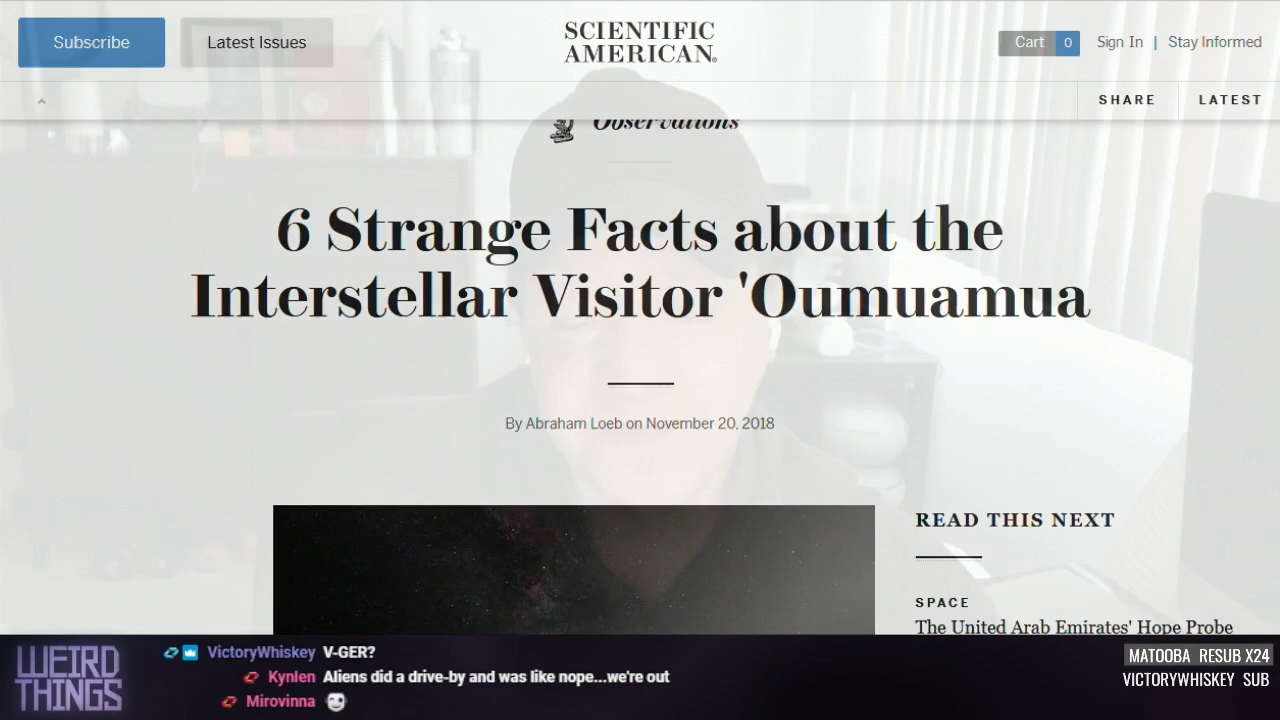 Subscribe
Latest Issues
SCIENTIFIC
AMERICAN®
Cart 0
Sign In | Stay Informed
SHARE
LATEST
Observations
6 Strange Facts about the
Interstellar Visitor 'Oumuamua
By Abraham Loeb on November 20, 2018
READ THIS NEXT
SPACE
The United Arab Emirates' Hope Probe
WEIRD
THINGS
VictoryWhiskey V-GER?
Kynlen Aliens did a drive-by and was like nope...we're out
Mirovinna
MATOOBA RESUB X24
VICTORYWHISKEY SUB